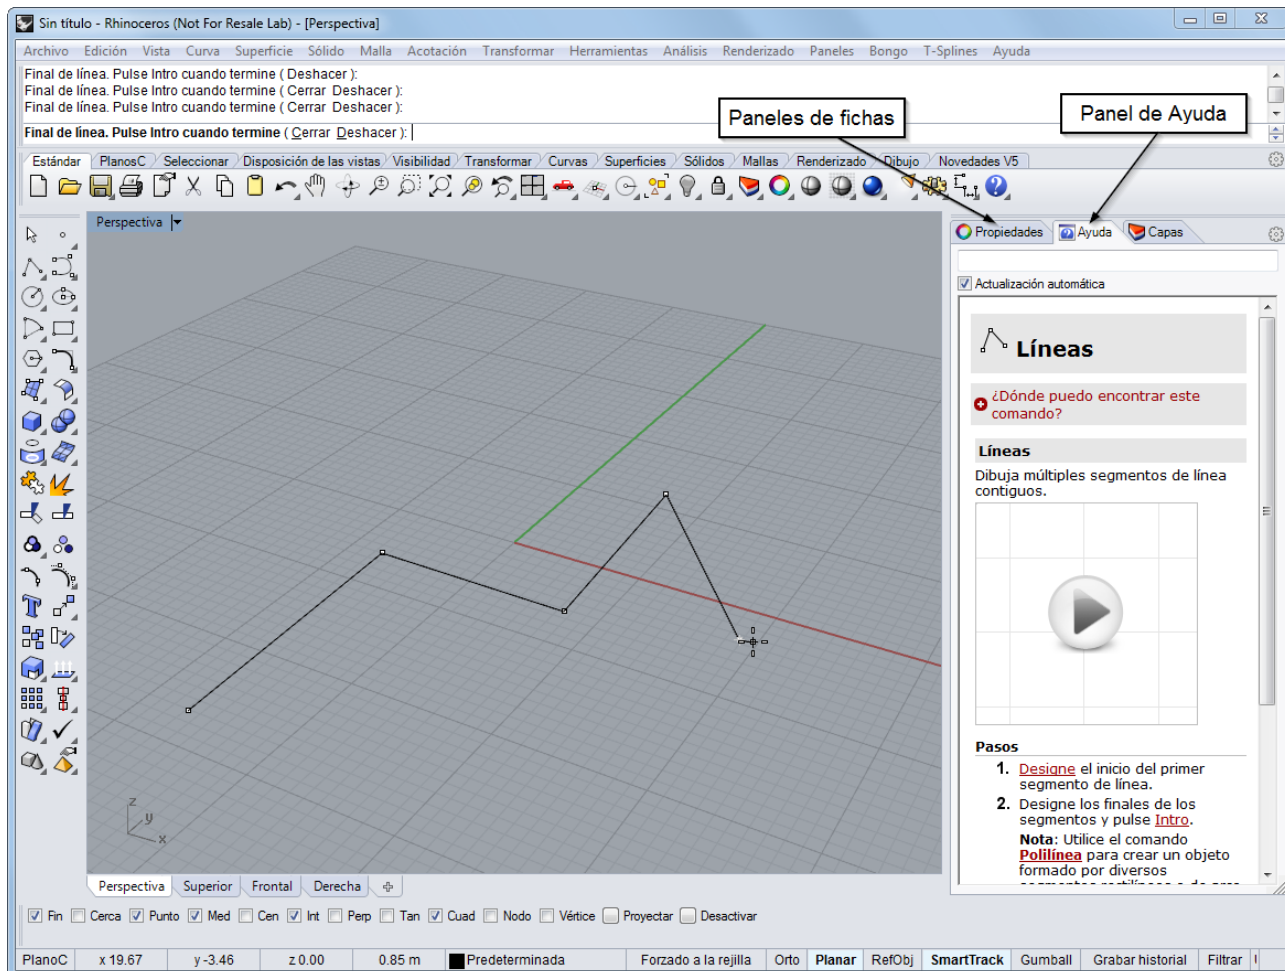 Sin título - Rhinoceros (Not For Resale Lab) - [Perspectiva]
Archivo Edición Vista Curva Superficie Sólido Malla Acotación Transformar Herramientas Análisis Renderizado Paneles Bongo T-Splines Ayuda
Final de línea. Pulse Intro cuando termine ( Deshacer ):
Final de línea. Pulse Intro cuando termine ( Cerrar Deshacer ):
Final de línea. Pulse Intro cuando termine ( Cerrar Deshacer ):
Final de línea. Pulse Intro cuando termine ( Cerrar Deshacer ):
Paneles de fichas
Panel de Ayuda
Estándar PlanosC Seleccionar Disposición de las vistas Visibilidad Transformar Curvas Superficies Sólidos Mallas Renderizado Dibujo Novedades V5
Perspectiva
Propiedades Ayuda Capas
Actualización automática
Líneas
¿Dónde puedo encontrar este
comando?
Líneas
Dibuja múltiples segmentos de línea
contiguos.
Pasos
1. Designe el inicio del primer
segmento de línea.
2. Designe los finales de los
segmentos y pulse Intro.
Nota: Utilice el comando
Polilínea para crear un objeto
formado por diversos
segmentos rectilíneos o de arco
z
y
x
Perspectiva Superior Frontal Derecha
Fin Cerca Punto Med Cen Int Perp Tan Cuad Nodo Vértice Proyectar Desactivar
PlanoC x 19.67 y -3.46 z 0.00 0.85 m Predeterminada Forzado a la rejilla Orto Planar RefObj SmartTrack Gumball Grabar historial Filtrar